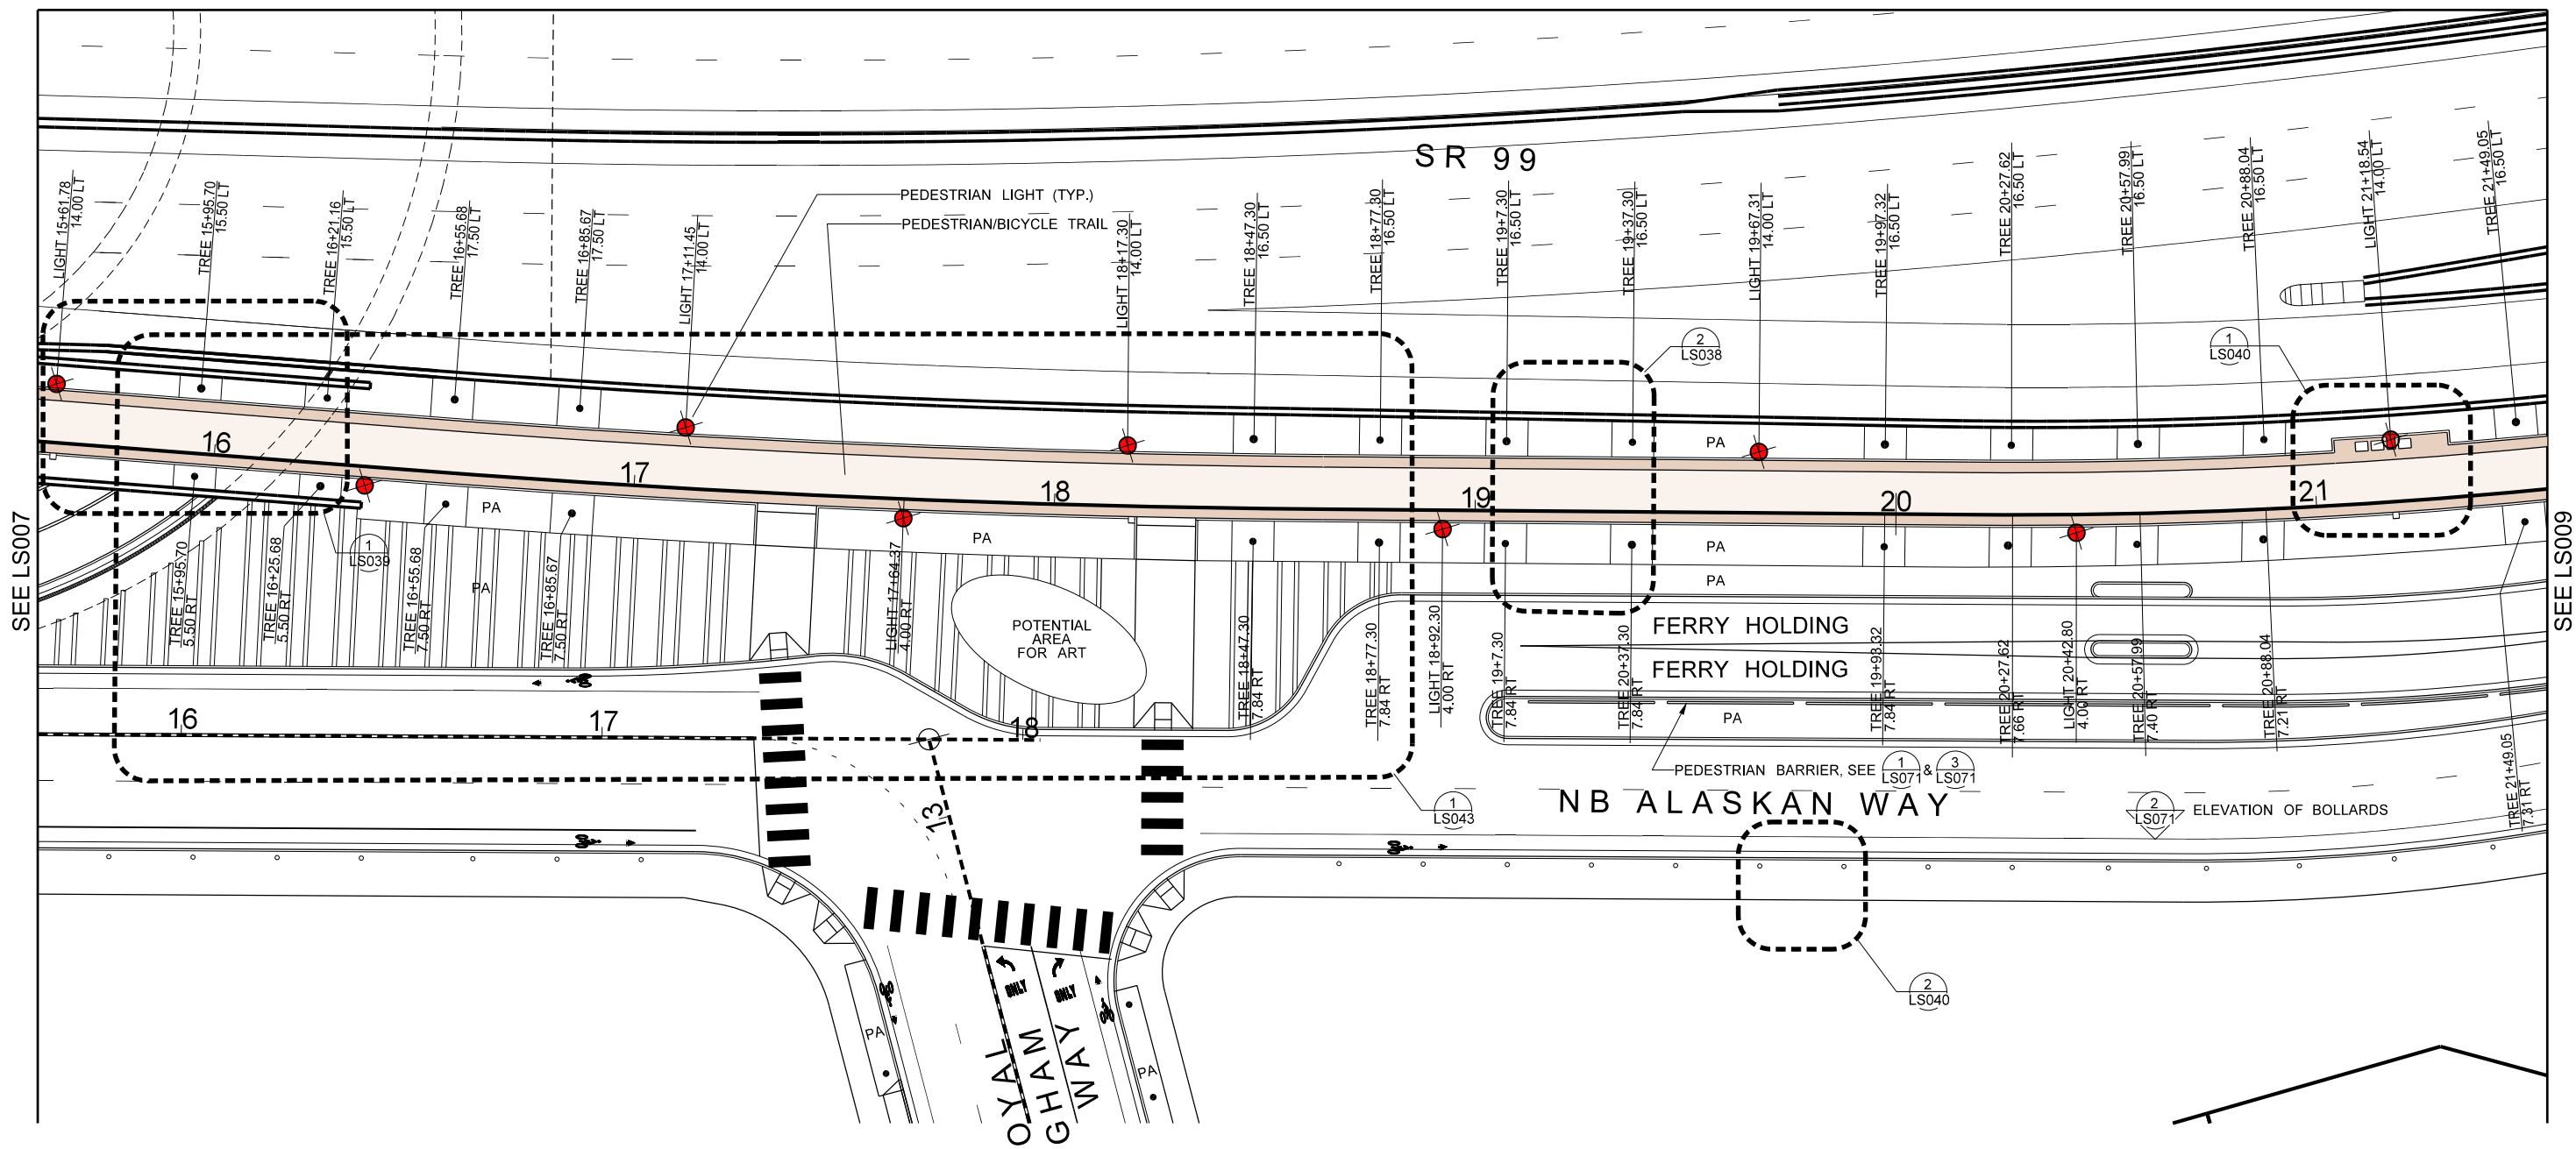 SR 99
LIGHT 15+61.78
14.00 LT
TREE 15+95.70
15.50 LT
TREE 16+21.16
15.50 LT
TREE 16+55.68
17.50 LT
TREE 16+85.67
17.50 LT
LIGHT 17+11.45
14.00 LT
PEDESTRIAN LIGHT (TYP.)
PEDESTRIAN/BICYCLE TRAIL
LIGHT 18+17.30
14.00 LT
TREE 18+47.30
16.50 LT
TREE 18+77.30
16.50 LT
TREE 19+7.30
16.50 LT
TREE 19+37.30
16.50 LT
LIGHT 19+67.31
14.00 LT
TREE 19+97.32
16.50 LT
TREE 20+27.62
16.50 LT
TREE 20+57.99
16.50 LT
TREE 20+88.04
16.50 LT
LIGHT 21+18.54
14.00 LT
TREE 21+49.05
16.50 LT
2
LS038
1
LS040
16
17
18
19
20
21
PA
PA
PA
PA
PA
PA
SEE LS007
SEE LS009
1
LS039
TREE 15+95.70
5.50 RT
TREE 16+25.68
5.50 RT
TREE 16+55.68
7.50 RT
TREE 16+85.67
7.50 RT
LIGHT 17+64.37
4.00 RT
POTENTIAL
AREA
FOR ART
TREE 18+47.30
7.84 RT
TREE 18+77.30
7.84 RT
LIGHT 18+92.30
4.00 RT
TREE 19+7.30
7.84 RT
TREE 20+37.30
7.84 RT
TREE 19+93.32
7.84 RT
TREE 20+27.62
7.66 RT
LIGHT 20+42.80
4.00 RT
TREE 20+57.99
7.40 RT
TREE 20+88.04
7.21 RT
TREE 21+49.05
7.31 RT
FERRY HOLDING
FERRY HOLDING
PA
16
17
18
PEDESTRIAN BARRIER, SEE 1 LS071 & 3 LS071
NB ALASKAN WAY
1
LS043
2
LS071
ELEVATION OF BOLLARDS
13
2
LS040
ONLY
ONLY
PA
PA
OYAL
GHAM
WAY